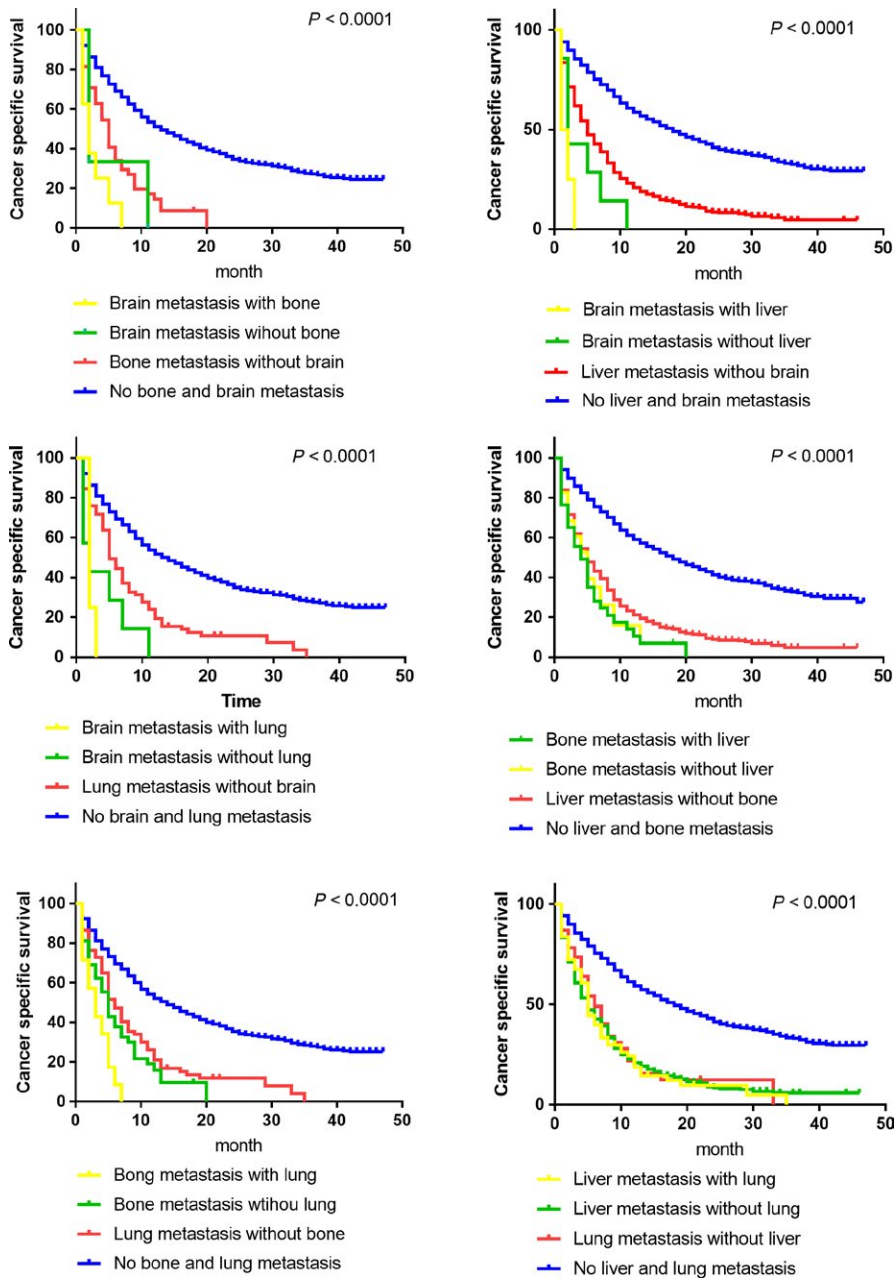 P < 0.0001
Cancer specific survival
100
80
60
40
20
0
0 10 20 30 40 50
month
Brain metastasis with bone
Brain metastasis wihout bone
Bone metastasis without brain
No bone and brain metastasis
P < 0.0001
Cancer specific survival
100
50
0
0 10 20 30 40 50
month
Brain metastasis with liver
Brain metastasis without liver
Liver metastasis withou brain
No liver and brain metastasis
P < 0.0001
Cancer specific survival
100
80
60
40
20
0
0 10 20 30 40 50
Time
Brain metastasis with lung
Brain metastasis without lung
Lung metastasis without brain
No brain and lung metastasis
P < 0.0001
Cancer specific survival
100
80
60
40
20
0
0 10 20 30 40 50
month
Bone metastasis with liver
Bone metastasis without liver
Liver metastasis without bone
No liver and bone metastasis
P < 0.0001
Cancer specific survival
100
80
60
40
20
0
0 10 20 30 40 50
month
Bong metastasis with lung
Bone metastasis wtihou lung
Lung metastasis without bone
No bone and lung metastasis
P < 0.0001
Cancer specific survival
100
50
0
0 10 20 30 40 50
month
Liver metastasis with lung
Liver metastasis without lung
Lung metastasis without liver
No liver and lung metastasis